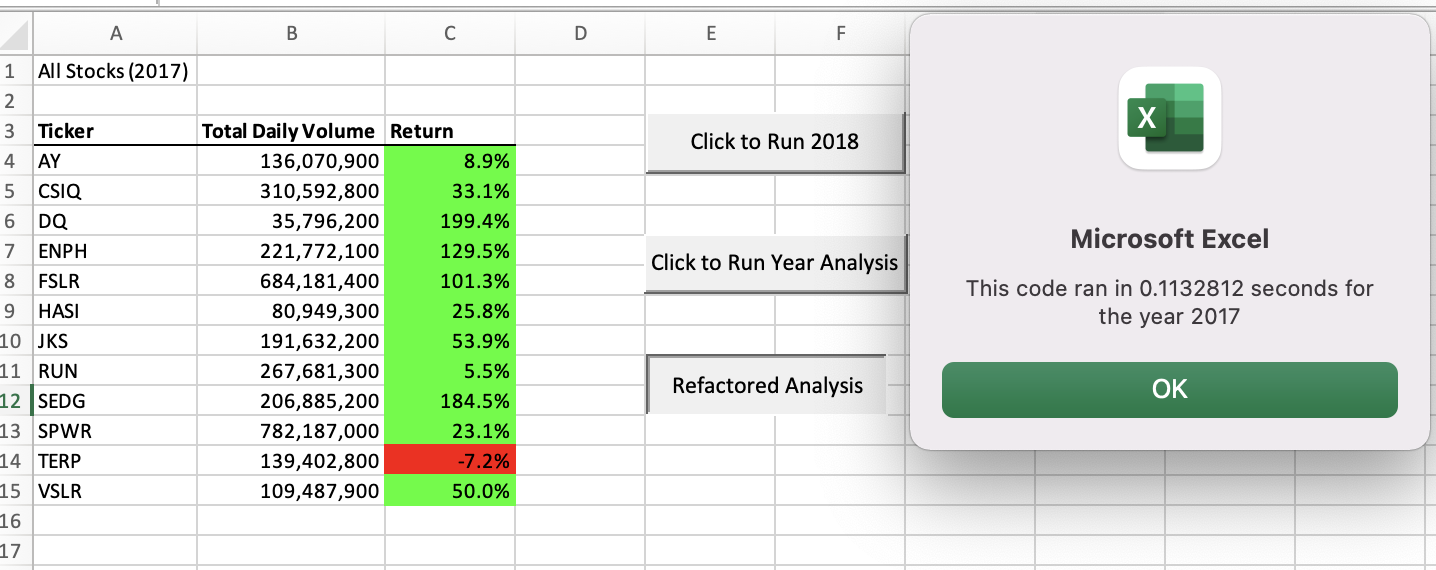 A B C D E F
1 All Stocks (2017)
2
3 Ticker Total Daily Volume Return
4 AY 136,070,900 8.9%
5 CSIQ 310,592,800 33.1%
6 DQ 35,796,200 199.4%
7 ENPH 221,772,100 129.5%
8 FSLR 684,181,400 101.3%
9 HASI 80,949,300 25.8%
10 JKS 191,632,200 53.9%
11 RUN 267,681,300 5.5%
12 SEDG 206,885,200 184.5%
13 SPWR 782,187,000 23.1%
14 TERP 139,402,800 -7.2%
15 VSLR 109,487,900 50.0%
16
17
Click to Run 2018
Click to Run Year Analysis
Refactored Analysis
X
Microsoft Excel
This code ran in 0.1132812 seconds for
the year 2017
OK